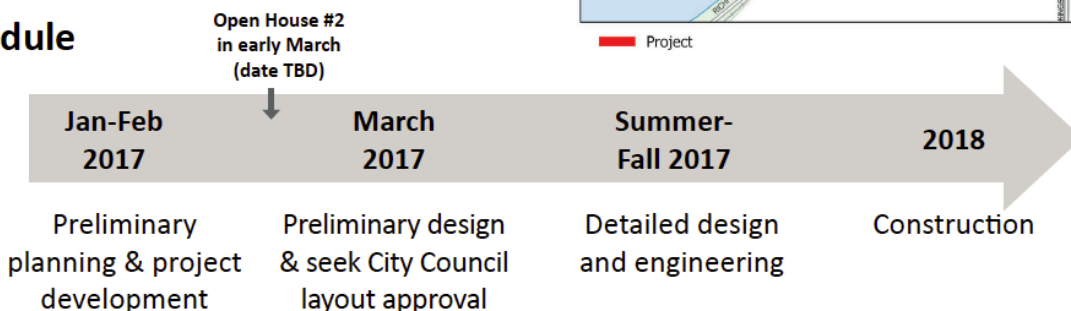 dule
Open House #2
in early March
(date TBD)
Project
Jan-Feb
2017
March
2017
Summer-
Fall 2017
2018
Preliminary
planning & project
development
Preliminary design
& seek City Council
layout approval
Detailed design
and engineering
Construction